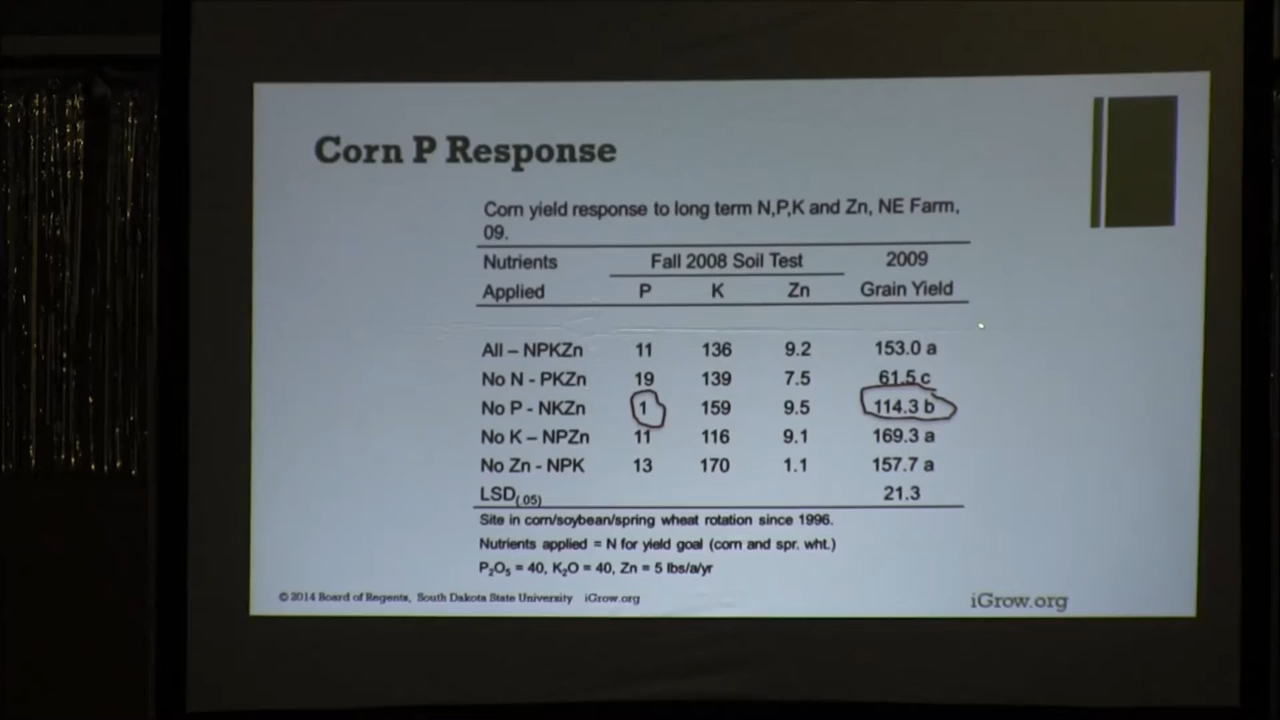 Corn P Response
Corn yield response to long term N,P,K and Zn, NE Farm,
09.
Nutrients Fall 2008 Soil Test 2009
Applied P K Zn Grain Yield
All – NPKZn 11 136 9.2 153.0 a
No N - PKZn 19 139 7.5 61.5 c
No P - NKZn 1 159 9.5 114.3 b
No K – NPZn 11 116 9.1 169.3 a
No Zn - NPK 13 170 1.1 157.7 a
LSD(.05) 21.3
Site in corn/soybean/spring wheat rotation since 1996.
Nutrients applied = N for yield goal (corn and spr. wht.)
P₂O₅ = 40, K₂O = 40, Zn = 5 lbs/a/yr
© 2014 Board of Regents, South Dakota State University iGrow.org
iGrow.org